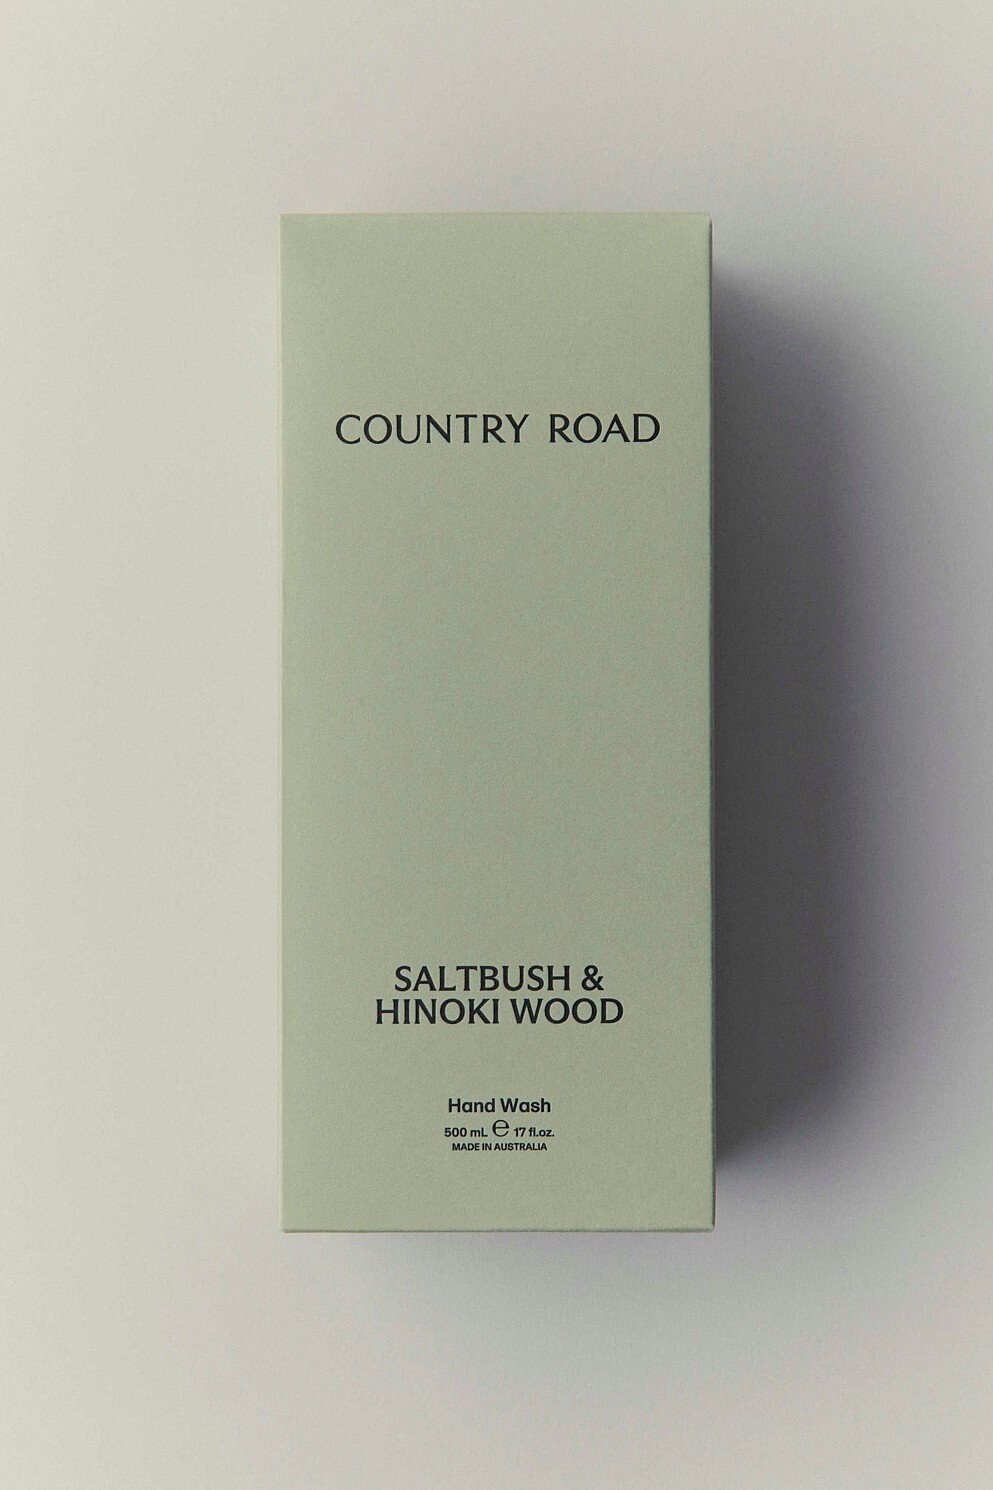 COUNTRY ROAD
SALTBUSH &
HINOKI WOOD
Hand Wash
500 mL ℮ 17 fl.oz.
MADE IN AUSTRALIA